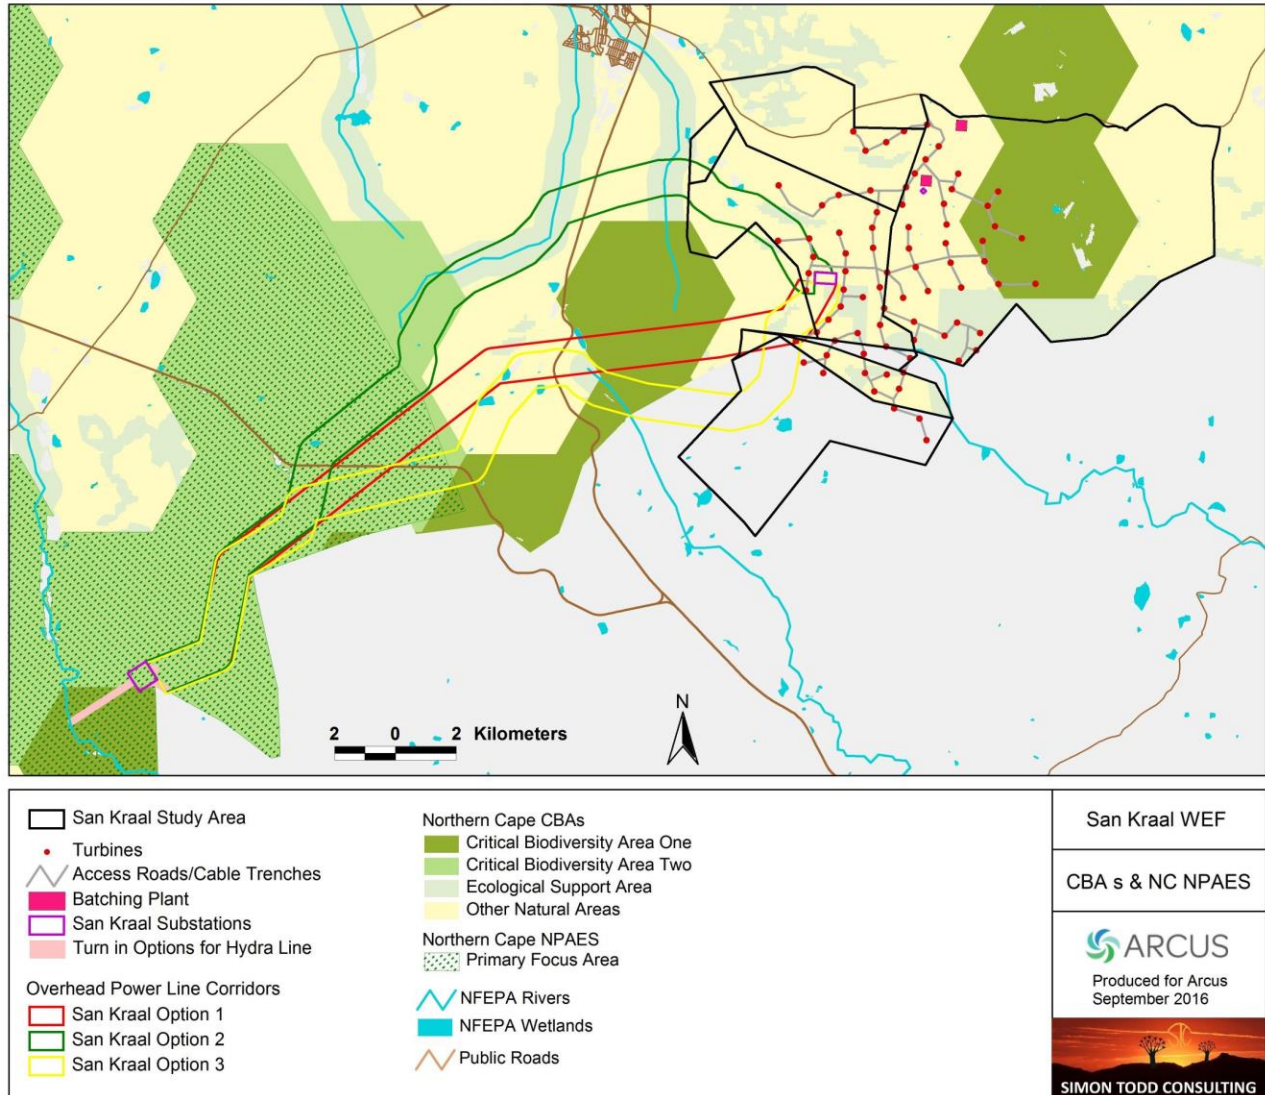 N
2 0 2 Kilometers
San Kraal Study Area
Turbines
Access Roads/Cable Trenches
Batching Plant
San Kraal Substations
Turn in Options for Hydra Line
Overhead Power Line Corridors
San Kraal Option 1
San Kraal Option 2
San Kraal Option 3
Northern Cape CBAs
Critical Biodiversity Area One
Critical Biodiversity Area Two
Ecological Support Area
Other Natural Areas
Northern Cape NPAES
Primary Focus Area
NFEPA Rivers
NFEPA Wetlands
Public Roads
San Kraal WEF
CBA s & NC NPAES
ARCUS
Produced for Arcus
September 2016
SIMON TODD CONSULTING